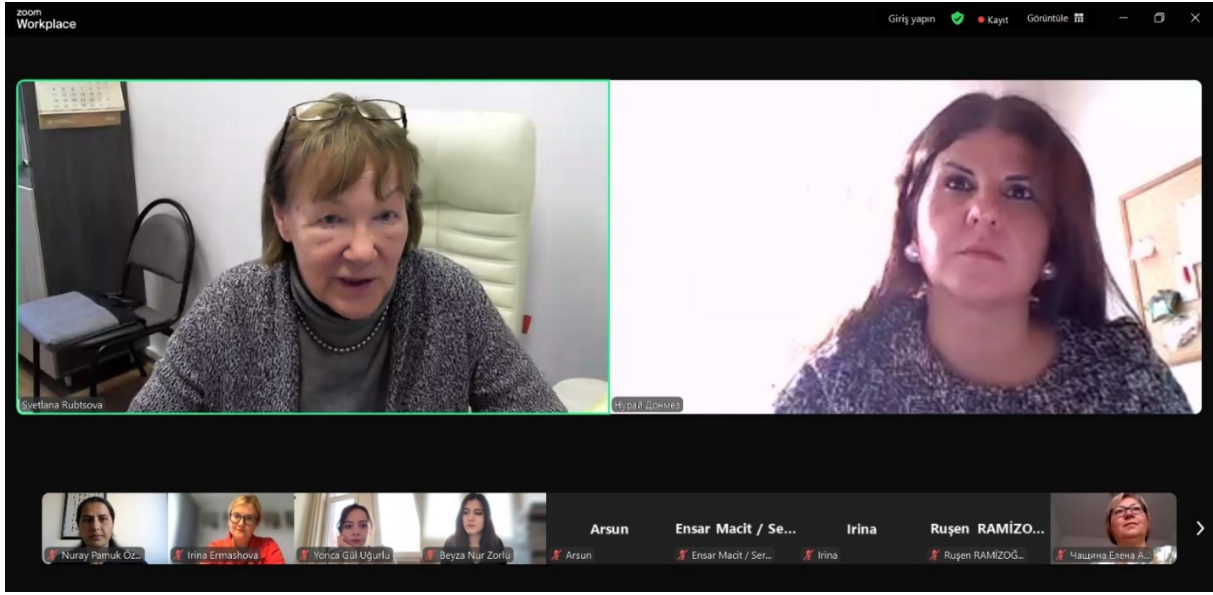 zoom
Workplace
Giriş yapın
Kayıt
Görüntüle
Svetlana Rubtsova
Нурай Донмез
Arsun
Ensar Macit / Se...
Irina
Ruşen RAMİZO...
Nuray Pamuk Öz...
Irina Ermashova
Yonca Gül Uğurlu
Beyza Nur Zorlu
Arsun
Ensar Macit / Ser...
Irina
Ruşen RAMİZOĞ...
Чащина Елена А...